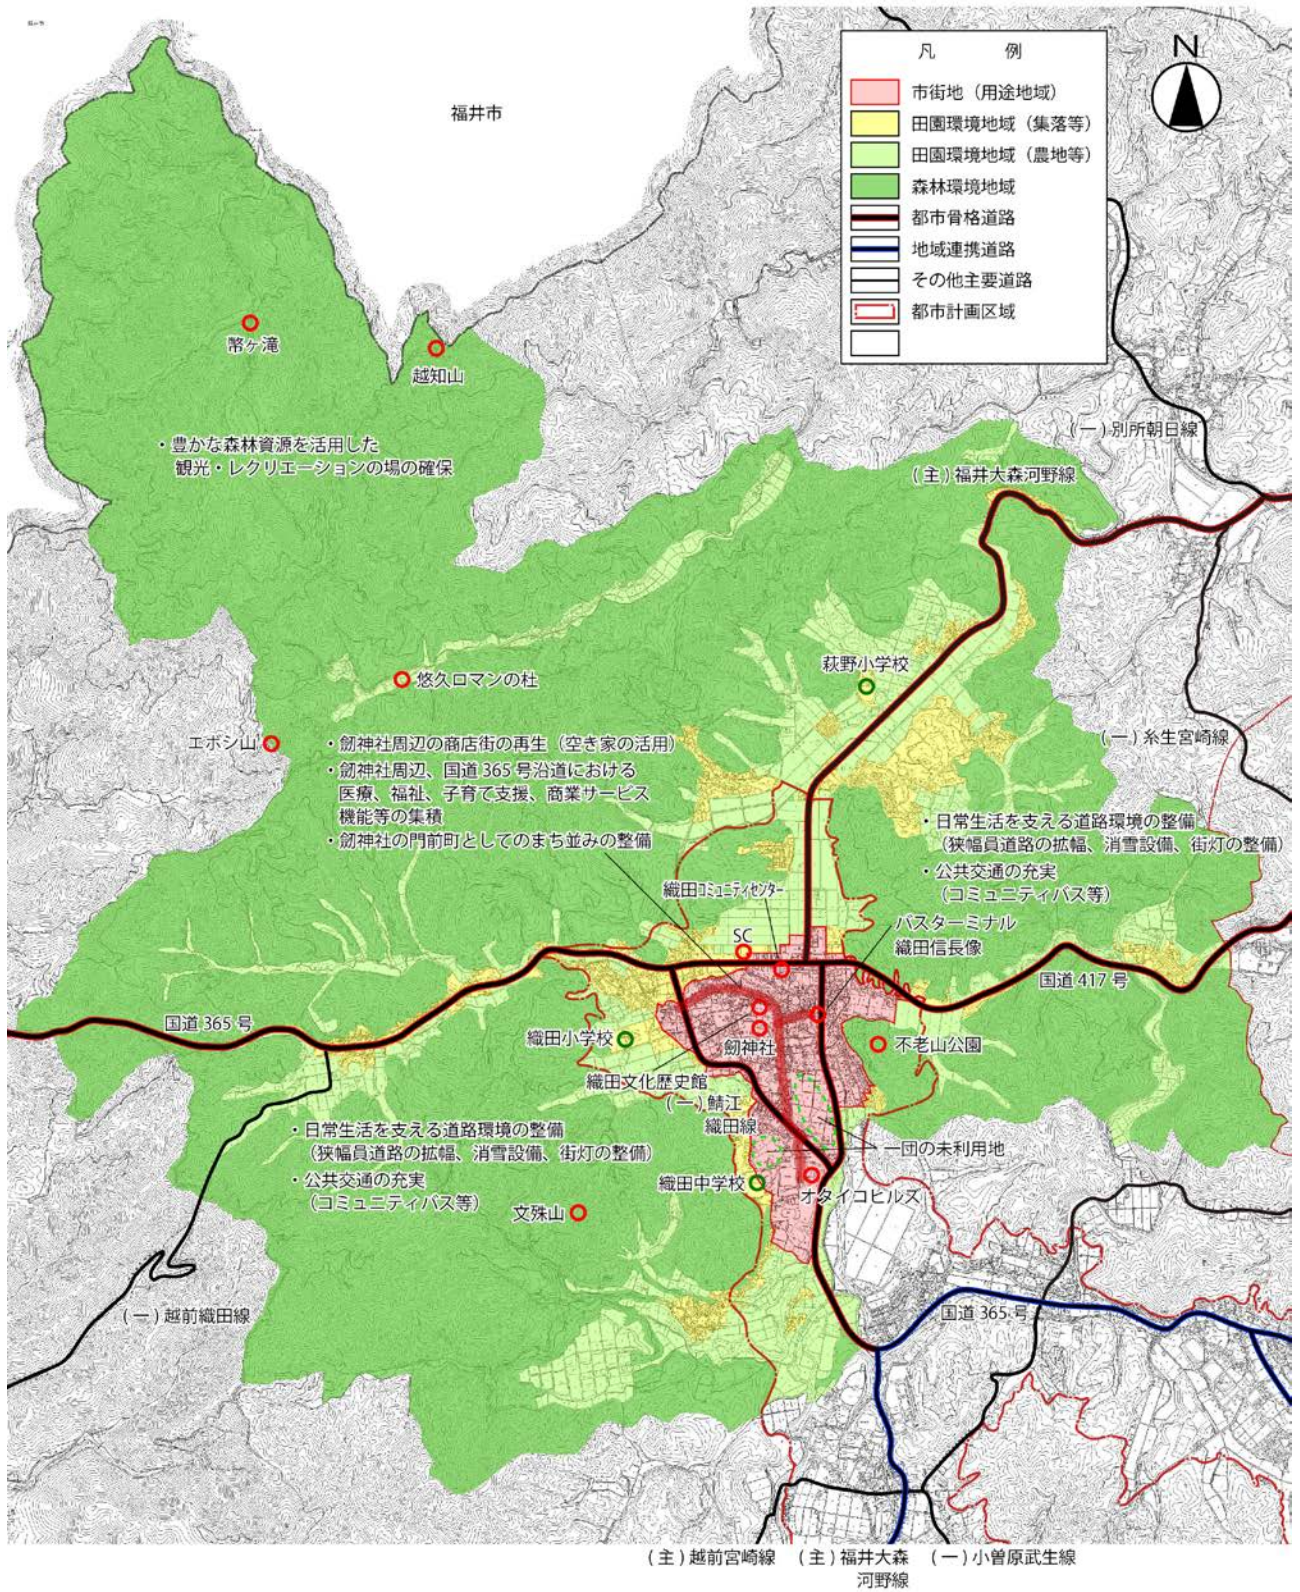 福井市
凡 例
市街地（用途地域）
田園環境地域（集落等）
田園環境地域（農地等）
森林環境地域
都市骨格道路
地域連携道路
その他主要道路
都市計画区域
N
幣ヶ滝
越知山
・豊かな森林資源を活用した
観光・レクリエーションの場の確保
(一)別所朝日線
(主)福井大森河野線
萩野小学校
悠久ロマンの杜
エボシ山
(一)糸生宮崎線
・劔神社周辺の商店街の再生（空き家の活用）
・劔神社周辺、国道365号沿道における
医療、福祉、子育て支援、商業サービス
機能等の集積
・劔神社の門前町としてのまち並みの整備
・日常生活を支える道路環境の整備
（狭幅員道路の拡幅、消雪設備、街灯の整備）
・公共交通の充実
（コミュニティバス等）
織田コミュニティセンター
SC
バスターミナル
織田信長像
国道417号
国道365号
織田小学校
劔神社
不老山公園
織田文化歴史館
(一)鯖江
織田線
・日常生活を支える道路環境の整備
（狭幅員道路の拡幅、消雪設備、街灯の整備）
・公共交通の充実
（コミュニティバス等）
一団の未利用地
織田中学校
オタイコヒルズ
文殊山
(一)越前織田線
国道365号
(主)越前宮崎線
(主)福井大森
河野線
(一)小曽原武生線